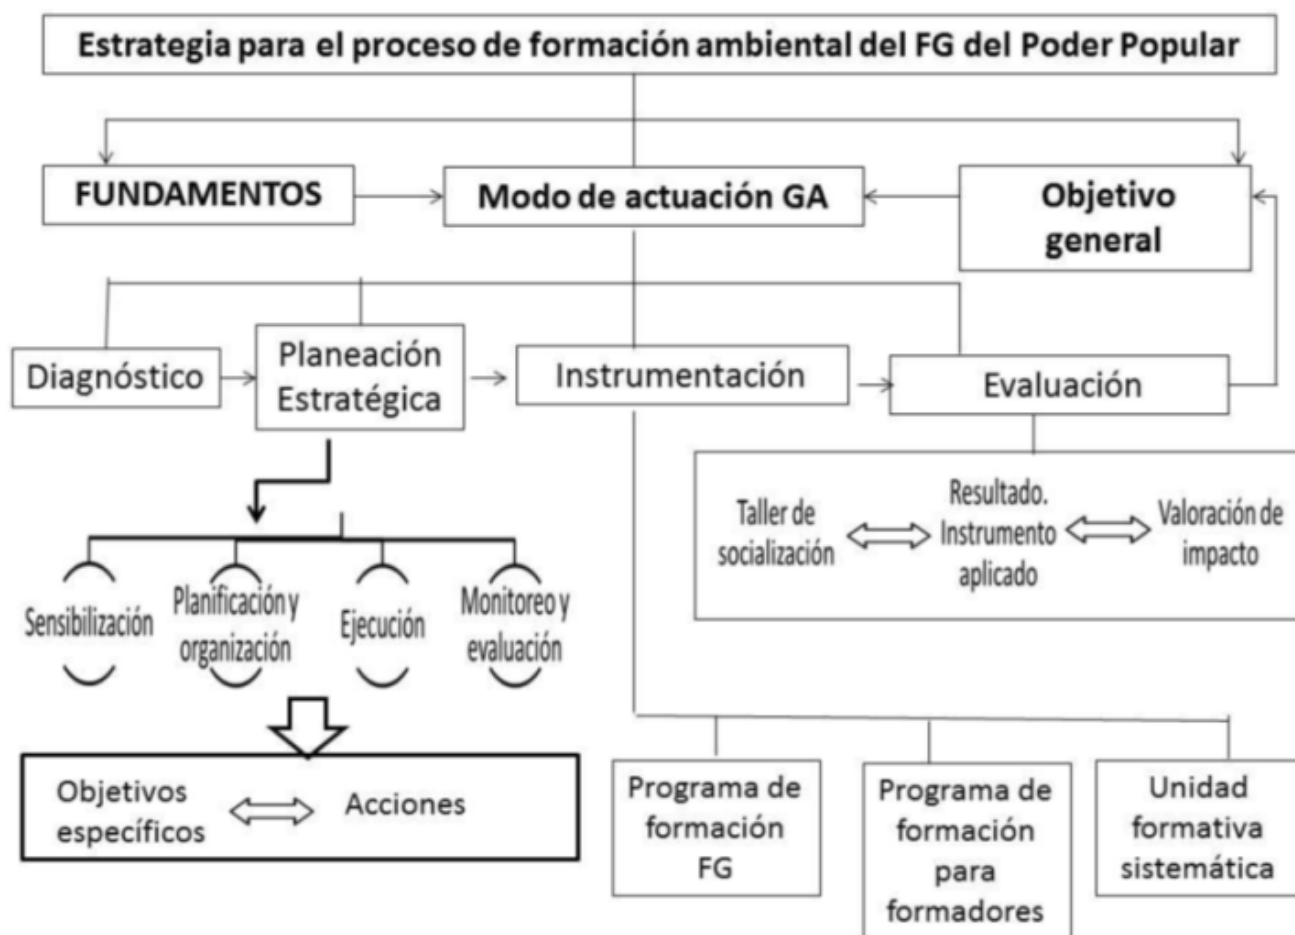 Estrategia para el proceso de formación ambiental del FG del Poder Popular
FUNDAMENTOS
Modo de actuación GA
Objetivo
general
Diagnóstico
Planeación
Estratégica
Instrumentación
Evaluación
Taller de
socialización
Resultado.
Instrumento
aplicado
Valoración de
impacto
Sensibilización
Planificación y
organización
Ejecución
Monitoreo y
evaluación
Objetivos
específicos
Acciones
Programa de
formación
FG
Programa de
formación
para
formadores
Unidad
formativa
sistemática